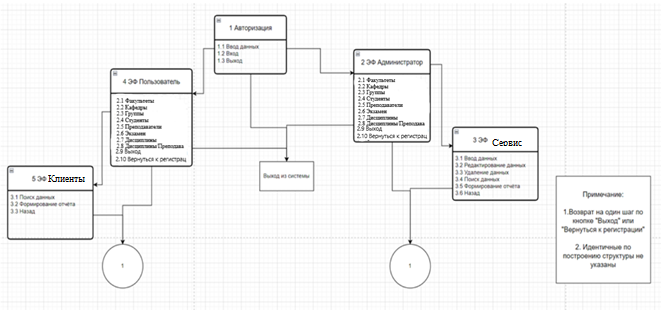 1 Авторизация
1 1 Ввод данных
1 2 Вход
1 3 Выход
2 ЭФ Администратор
2.1 Факультеты
2.2 Кафедры
2.3 Группы
2.4 Студенты
2.5 Преподаватели
2.6 Экзамен
2.7 Дисциплины
2.8 Дисциплины/Преподава
2.9 Выход
2.10 Вернуться к регистрац
4 ЭФ Пользователь
2.1 Факультеты
2.2 Кафедры
2.3 Группы
2.4 Студенты
2.5 Преподаватели
2.6 Экзамен
2.7 Дисциплины
2.8 Дисциплины/Преподава
2.9 Выход
2.10 Вернуться к регистрац
3 ЭФ Сервис
3.1 Ввод данных
3.2 Редактирование данных
3.3 Удаление данных
3.4 Поиск данных
3.5 Формирование отчета
3.6 Назад
5 ЭФ Клиенты
3.1 Поиск данных
3.2 Формирование отчета
3.3 Назад
Выход из системы
Примечание:
1.Возврат на один шаг по
кнопке "Выход" или
"Вернуться к регистрации"
2. Идентичные по
построению структуры не
указаны
1
1